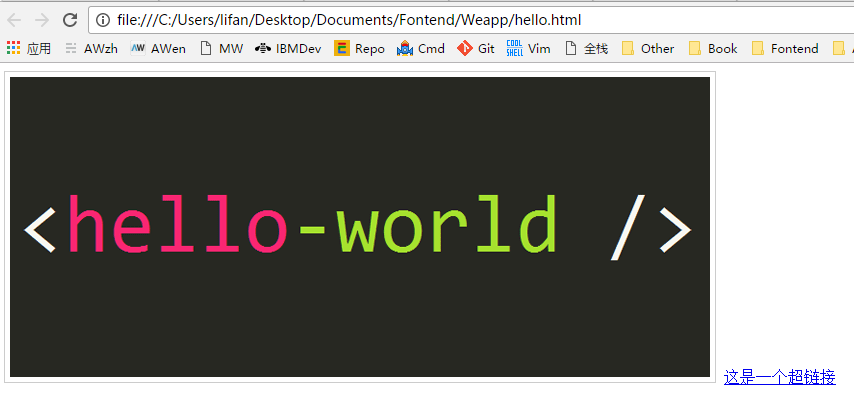 file:///C:/Users/lifan/Desktop/Documents/Fontend/Weapp/hello.html
应用 AWzh AWen MW IBMDev Repo Cmd Git COOL SHELL Vim 全栈 Other Book Fontend
<hello-world />
这是一个超链接